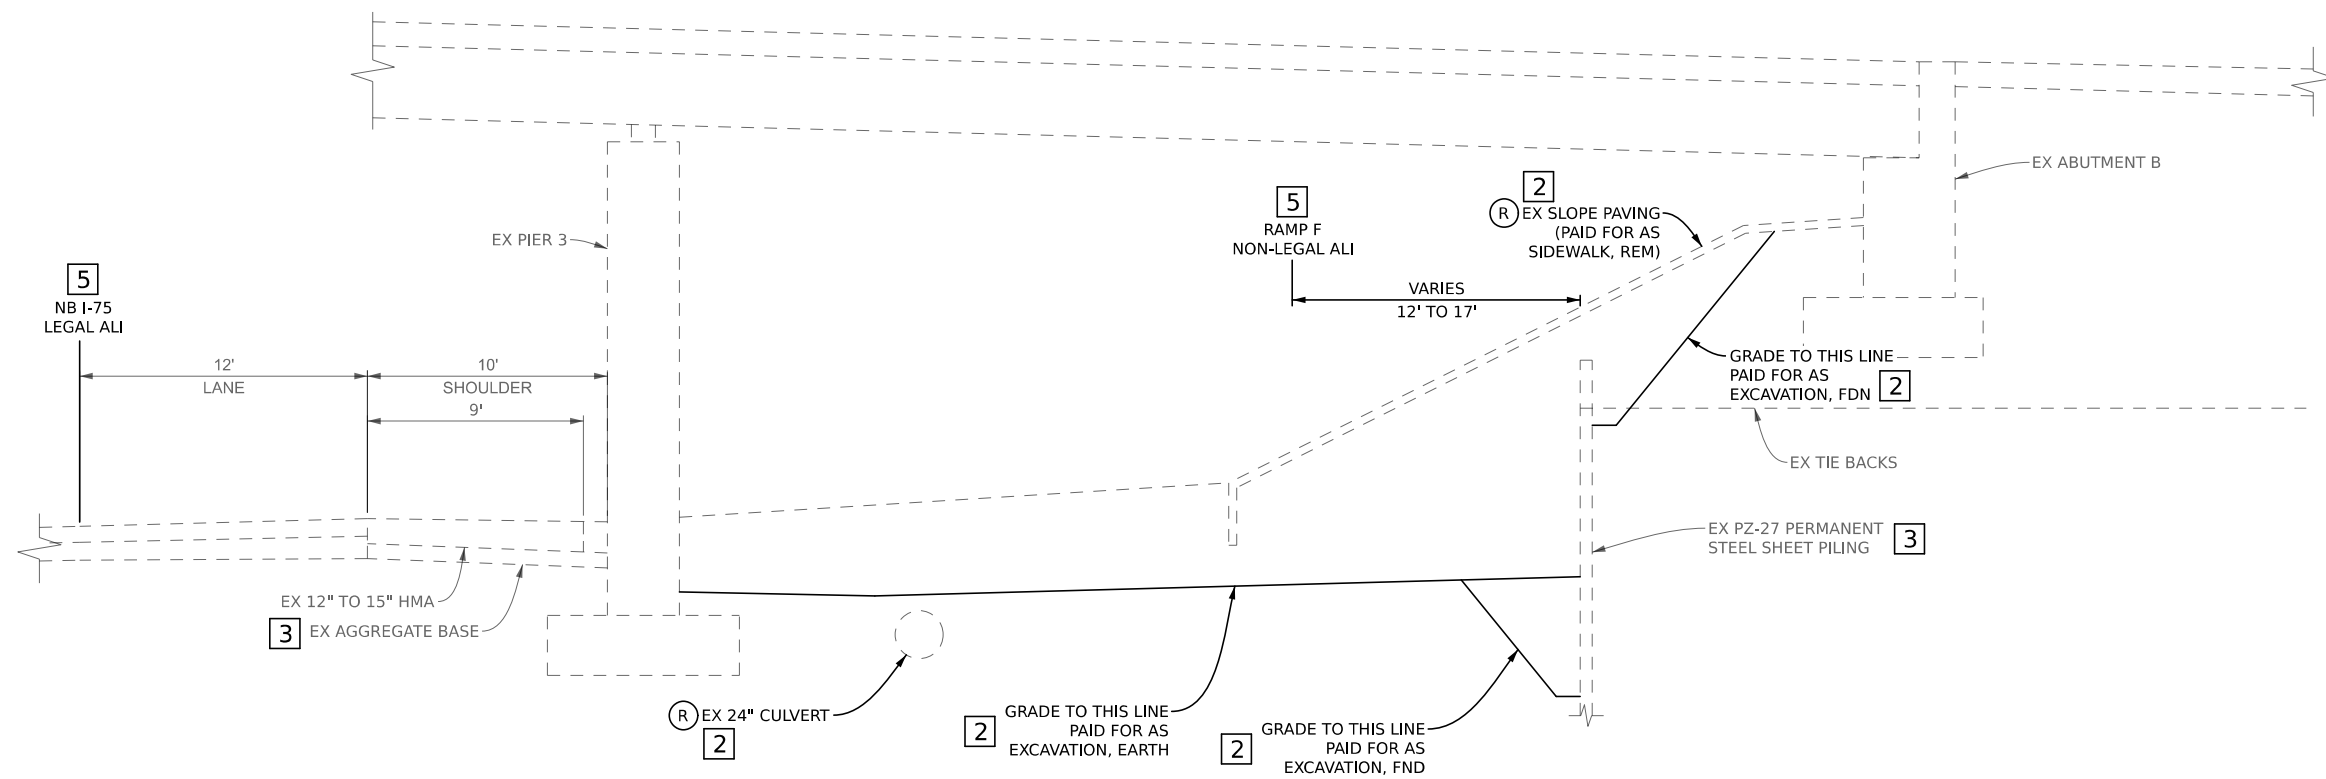 EX ABUTMENT B
2
R EX SLOPE PAVING
(PAID FOR AS
SIDEWALK, REM)
5
RAMP F
NON-LEGAL ALI
EX PIER 3
5
NB I-75
LEGAL ALI
VARIES
12' TO 17'
12'
LANE
10'
SHOULDER
9'
GRADE TO THIS LINE
PAID FOR AS
EXCAVATION, FDN 2
EX TIE BACKS
EX PZ-27 PERMANENT
STEEL SHEET PILING 3
EX 12" TO 15" HMA
3 EX AGGREGATE BASE
R EX 24" CULVERT
2
GRADE TO THIS LINE
2 PAID FOR AS
EXCAVATION, EARTH
GRADE TO THIS LINE
2 PAID FOR AS
EXCAVATION, FND